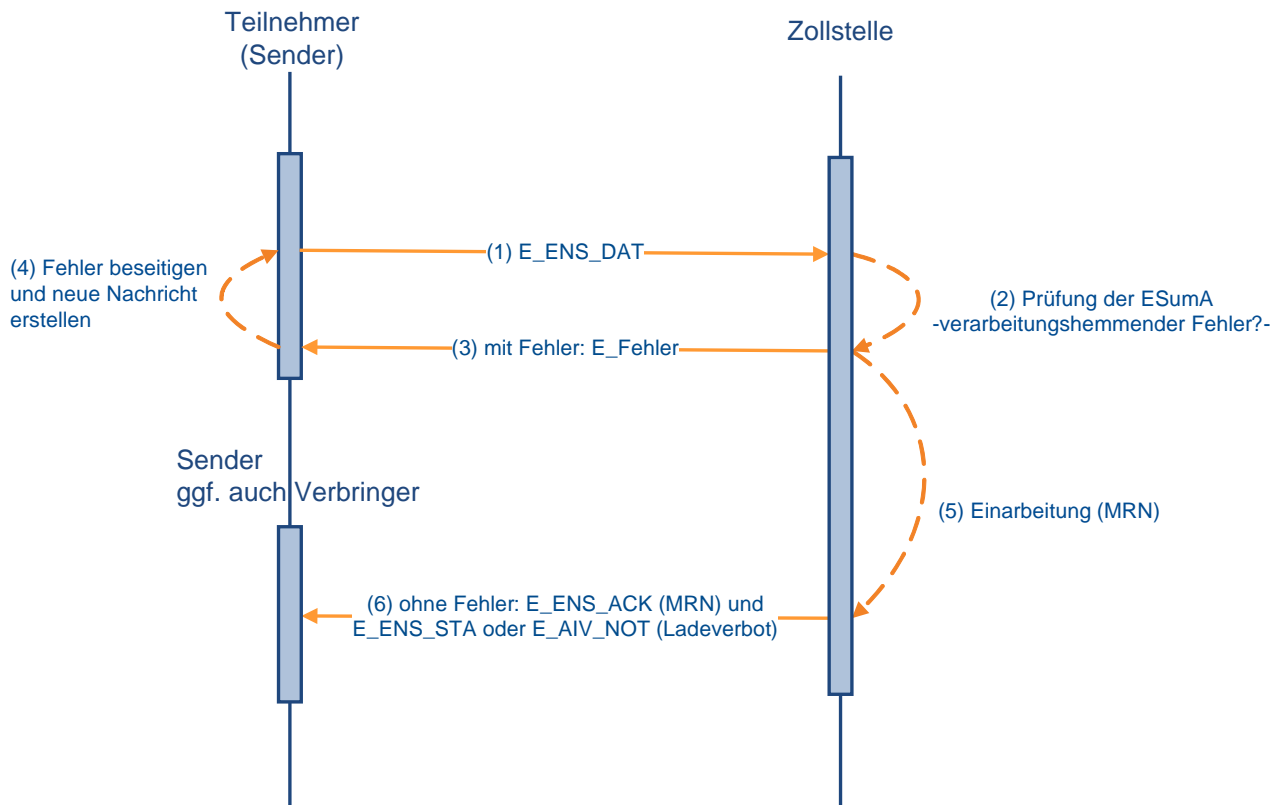 Teilnehmer
(Sender)
Zollstelle
(1) E_ENS_DAT
(4) Fehler beseitigen
und neue Nachricht
erstellen
(2) Prüfung der ESumA
-verarbeitungshemmender Fehler?-
(3) mit Fehler: E_Fehler
Sender
ggf. auch Verbringer
(5) Einarbeitung (MRN)
(6) ohne Fehler: E_ENS_ACK (MRN) und
E_ENS_STA oder E_AIV_NOT (Ladeverbot)